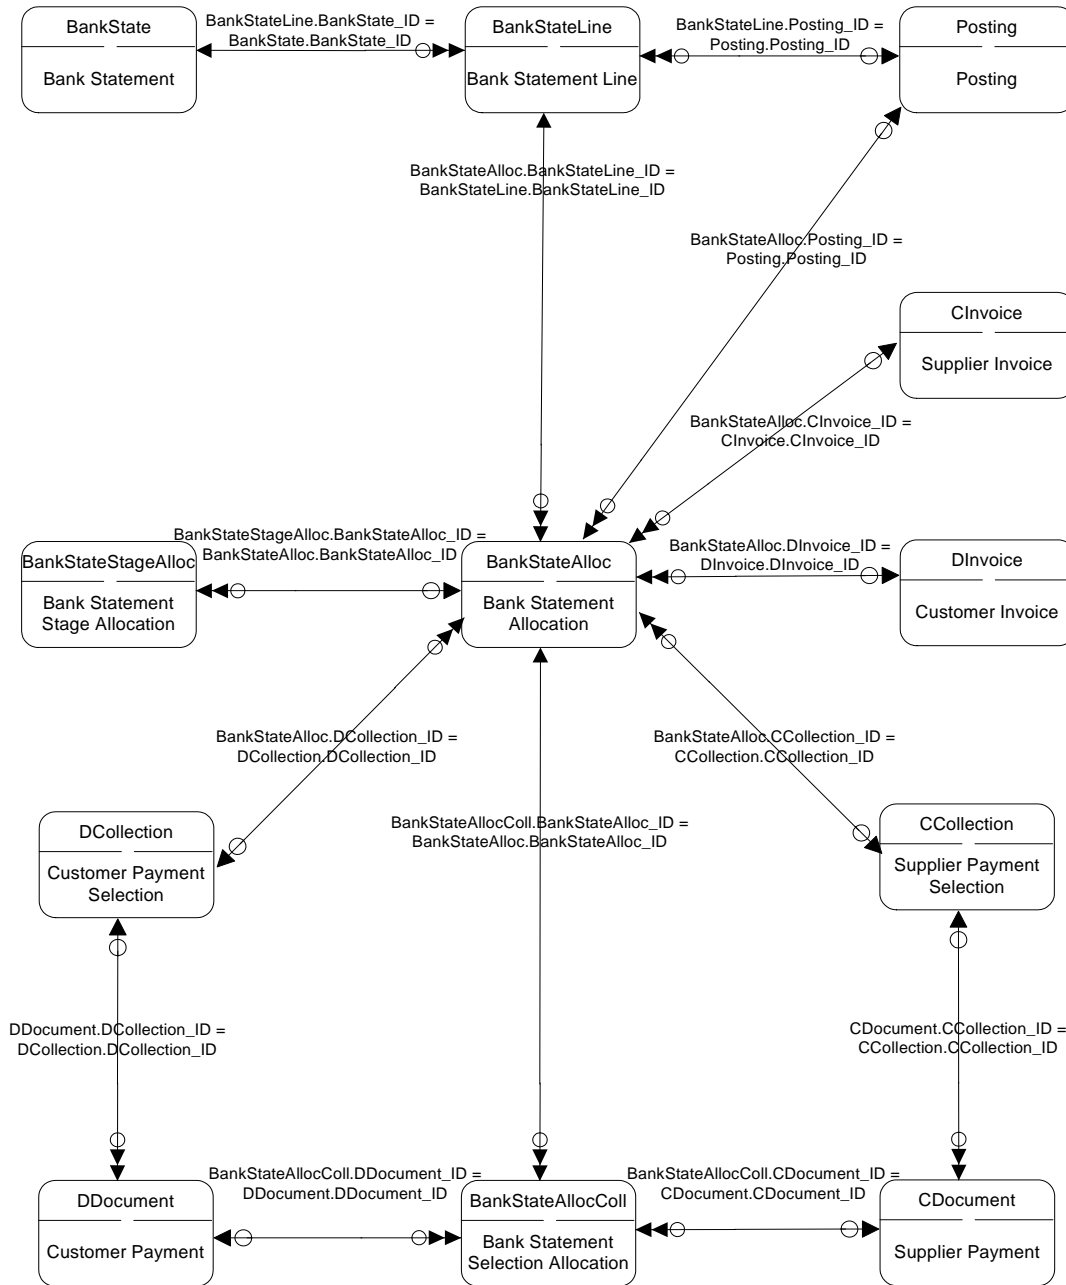 BankState
Bank Statement
BankStateLine.BankState_ID =
BankState.BankState_ID
BankStateLine
Bank Statement Line
BankStateLine.Posting_ID =
Posting.Posting_ID
Posting
Posting
BankStateAlloc.BankStateLine_ID =
BankStateLine.BankStateLine_ID
BankStateAlloc.Posting_ID =
Posting.Posting_ID
CInvoice
Supplier Invoice
BankStateAlloc.CInvoice_ID =
CInvoice.CInvoice_ID
BankStateStageAlloc
Bank Statement
Stage Allocation
BankStateStageAlloc.BankStateAlloc_ID =
BankStateAlloc.BankStateAlloc_ID
BankStateAlloc
Bank Statement
Allocation
BankStateAlloc.DInvoice_ID =
DInvoice.DInvoice_ID
DInvoice
Customer Invoice
BankStateAlloc.DCollection_ID =
DCollection.DCollection_ID
BankStateAlloc.CCollection_ID =
CCollection.CCollection_ID
DCollection
Customer Payment
Selection
BankStateAllocColl.BankStateAlloc_ID =
BankStateAlloc.BankStateAlloc_ID
CCollection
Supplier Payment
Selection
DDocument.DCollection_ID =
DCollection.DCollection_ID
CDocument.CCollection_ID =
CCollection.CCollection_ID
DDocument
Customer Payment
BankStateAllocColl.DDocument_ID =
DDocument.DDocument_ID
BankStateAllocColl
Bank Statement
Selection Allocation
BankStateAllocColl.CDocument_ID =
CDocument.CDocument_ID
CDocument
Supplier Payment